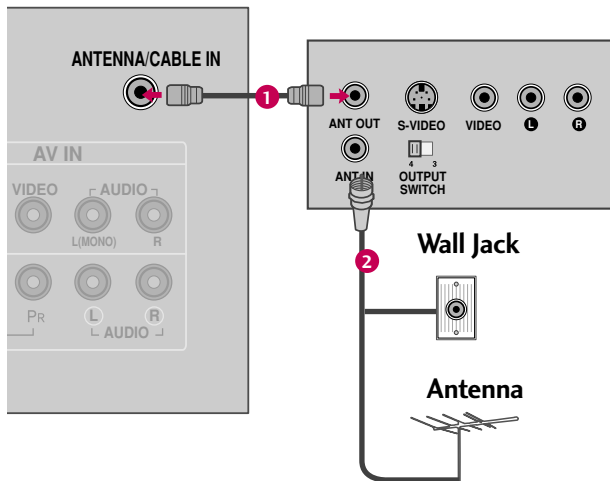 ANTENNA/CABLE IN
1
ANT OUT
S-VIDEO
VIDEO
L
R
ANT IN
4 3
OUTPUT
SWITCH
AV IN
VIDEO
AUDIO
L(MONO)
R
PR
L
R
AUDIO
2
Wall Jack
Antenna